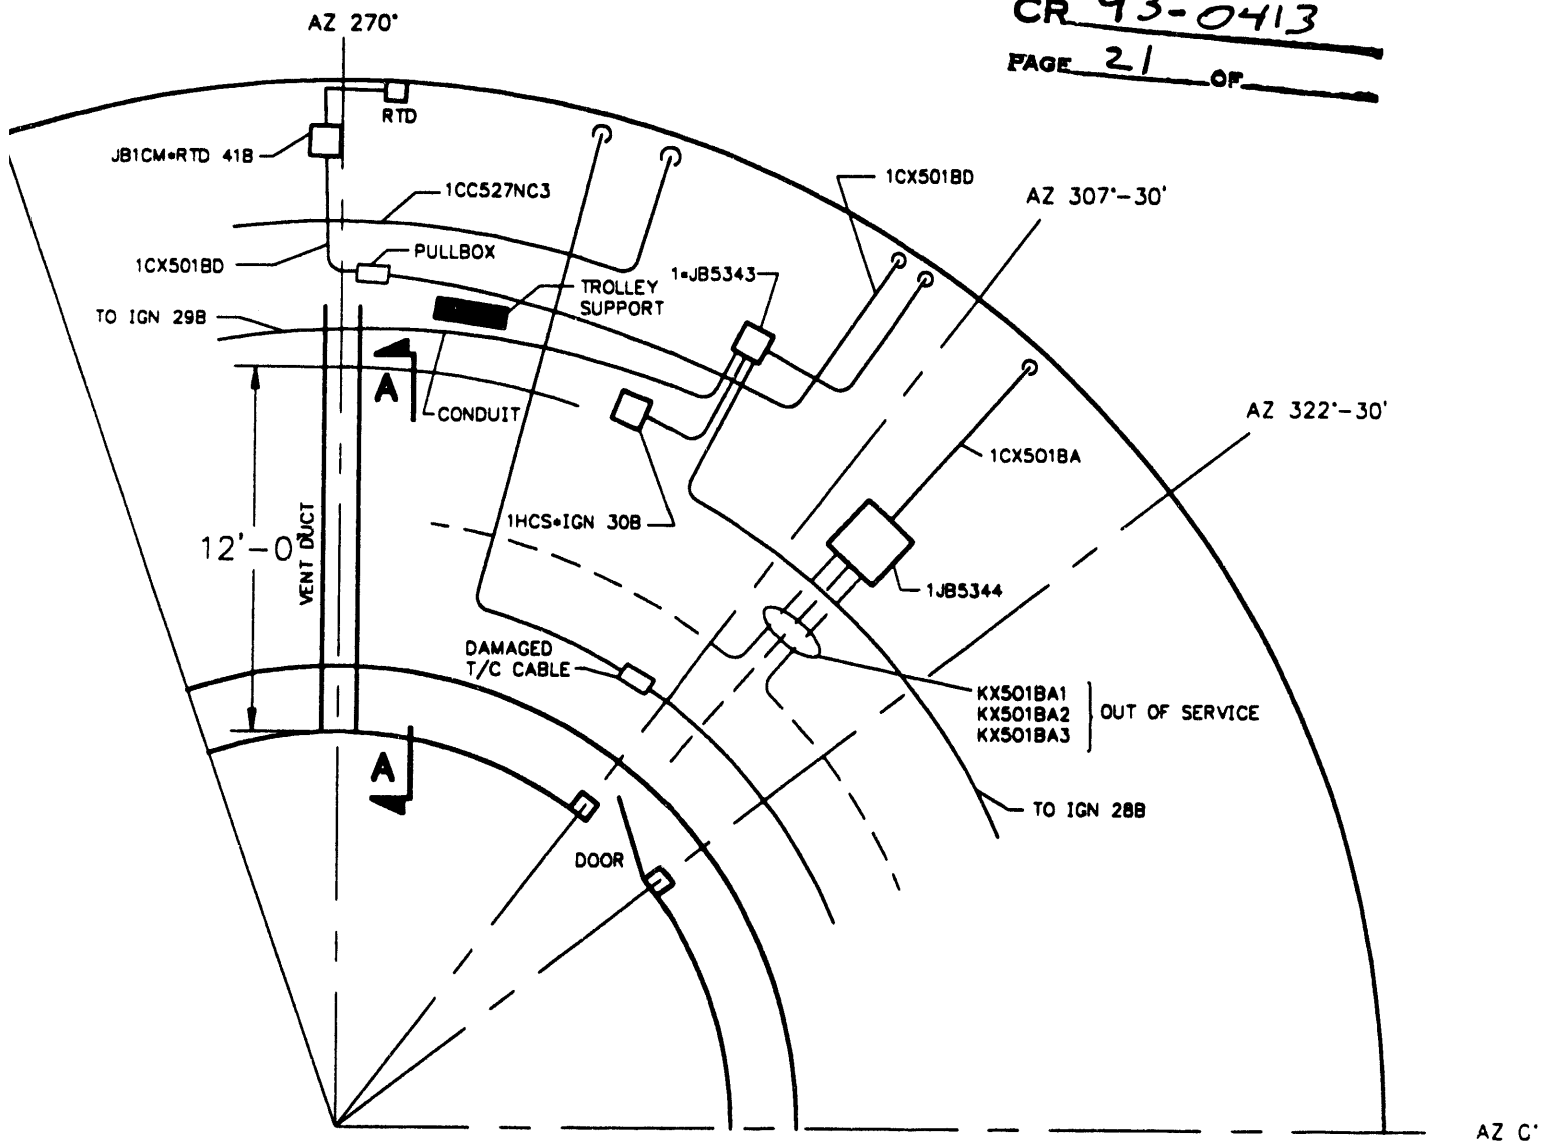 CR 93-0413
PAGE 21 OF
AZ 270°
RTD
JB1CM*RTD 41B
1CC527NC3
1CX501BD
PULLBOX
1CX501BD
AZ 307°-30'
1*JB5343
TROLLEY
SUPPORT
TO IGN 29B
A
CONDUIT
AZ 322°-30'
1CX501BA
1HCS*IGN 30B
12'-0"
VENT DUCT
1JB5344
DAMAGED
T/C CABLE
KX501BA1
KX501BA2
KX501BA3
OUT OF SERVICE
A
TO IGN 28B
DOOR
AZ C°